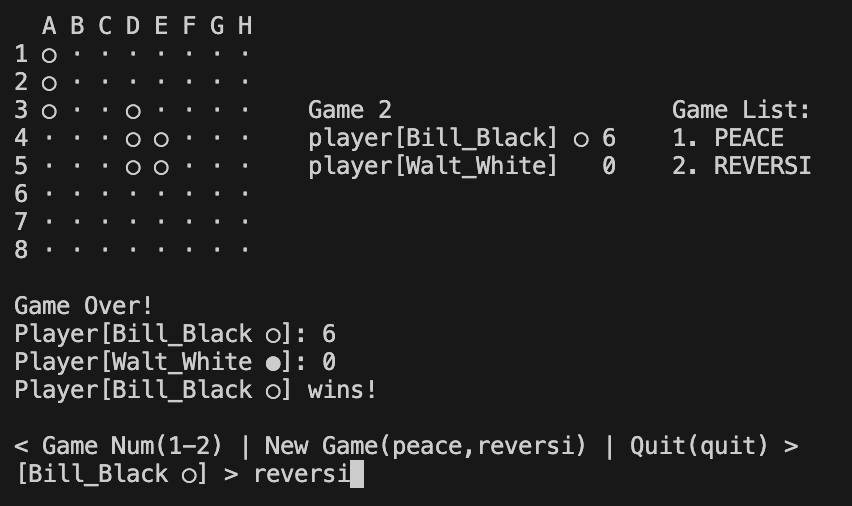 A B C D E F G H
1 ○ · · · · · · ·
2 ○ · · · · · · ·
3 ○ · · ○ · · · ·    Game 2                    Game List:
4 · · · ○ ○ · · ·    player[Bill_Black] ○ 6    1. PEACE
5 · · · ○ ○ · · ·    player[Walt_White]   0    2. REVERSI
6 · · · · · · · ·
7 · · · · · · · ·
8 · · · · · · · ·
Game Over!
Player[Bill_Black ○]: 6
Player[Walt_White ●]: 0
Player[Bill_Black ○] wins!
< Game Num(1-2) | New Game(peace,reversi) | Quit(quit) >
[Bill_Black ○] > reversi